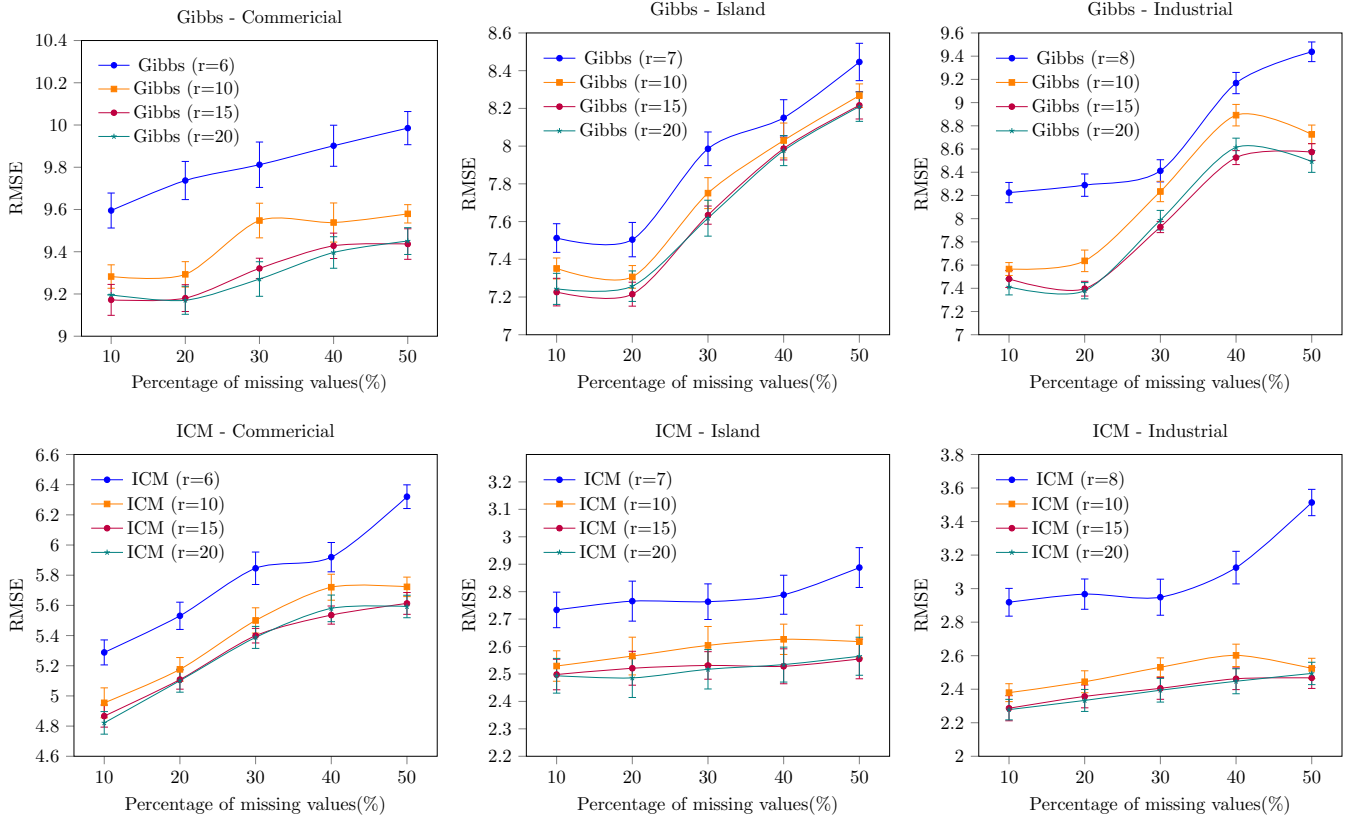 Gibbs - Commericial
10.4
10.2
10
9.8
9.6
9.4
9.2
9
10 20 30 40 50
RMSE
Percentage of missing values(%)
Gibbs (r=6)
Gibbs (r=10)
Gibbs (r=15)
Gibbs (r=20)
Gibbs - Island
8.6
8.4
8.2
8
7.8
7.6
7.4
7.2
7
10 20 30 40 50
RMSE
Percentage of missing values(%)
Gibbs (r=7)
Gibbs (r=10)
Gibbs (r=15)
Gibbs (r=20)
Gibbs - Industrial
9.6
9.4
9.2
9
8.8
8.6
8.4
8.2
8
7.8
7.6
7.4
7.2
7
10 20 30 40 50
RMSE
Percentage of missing values(%)
Gibbs (r=8)
Gibbs (r=10)
Gibbs (r=15)
Gibbs (r=20)
ICM - Commericial
6.6
6.4
6.2
6
5.8
5.6
5.4
5.2
5
4.8
4.6
10 20 30 40 50
RMSE
Percentage of missing values(%)
ICM (r=6)
ICM (r=10)
ICM (r=15)
ICM (r=20)
ICM - Island
3.2
3.1
3
2.9
2.8
2.7
2.6
2.5
2.4
2.3
2.2
10 20 30 40 50
RMSE
Percentage of missing values(%)
ICM (r=7)
ICM (r=10)
ICM (r=15)
ICM (r=20)
ICM - Industrial
3.8
3.6
3.4
3.2
3
2.8
2.6
2.4
2.2
2
10 20 30 40 50
RMSE
Percentage of missing values(%)
ICM (r=8)
ICM (r=10)
ICM (r=15)
ICM (r=20)